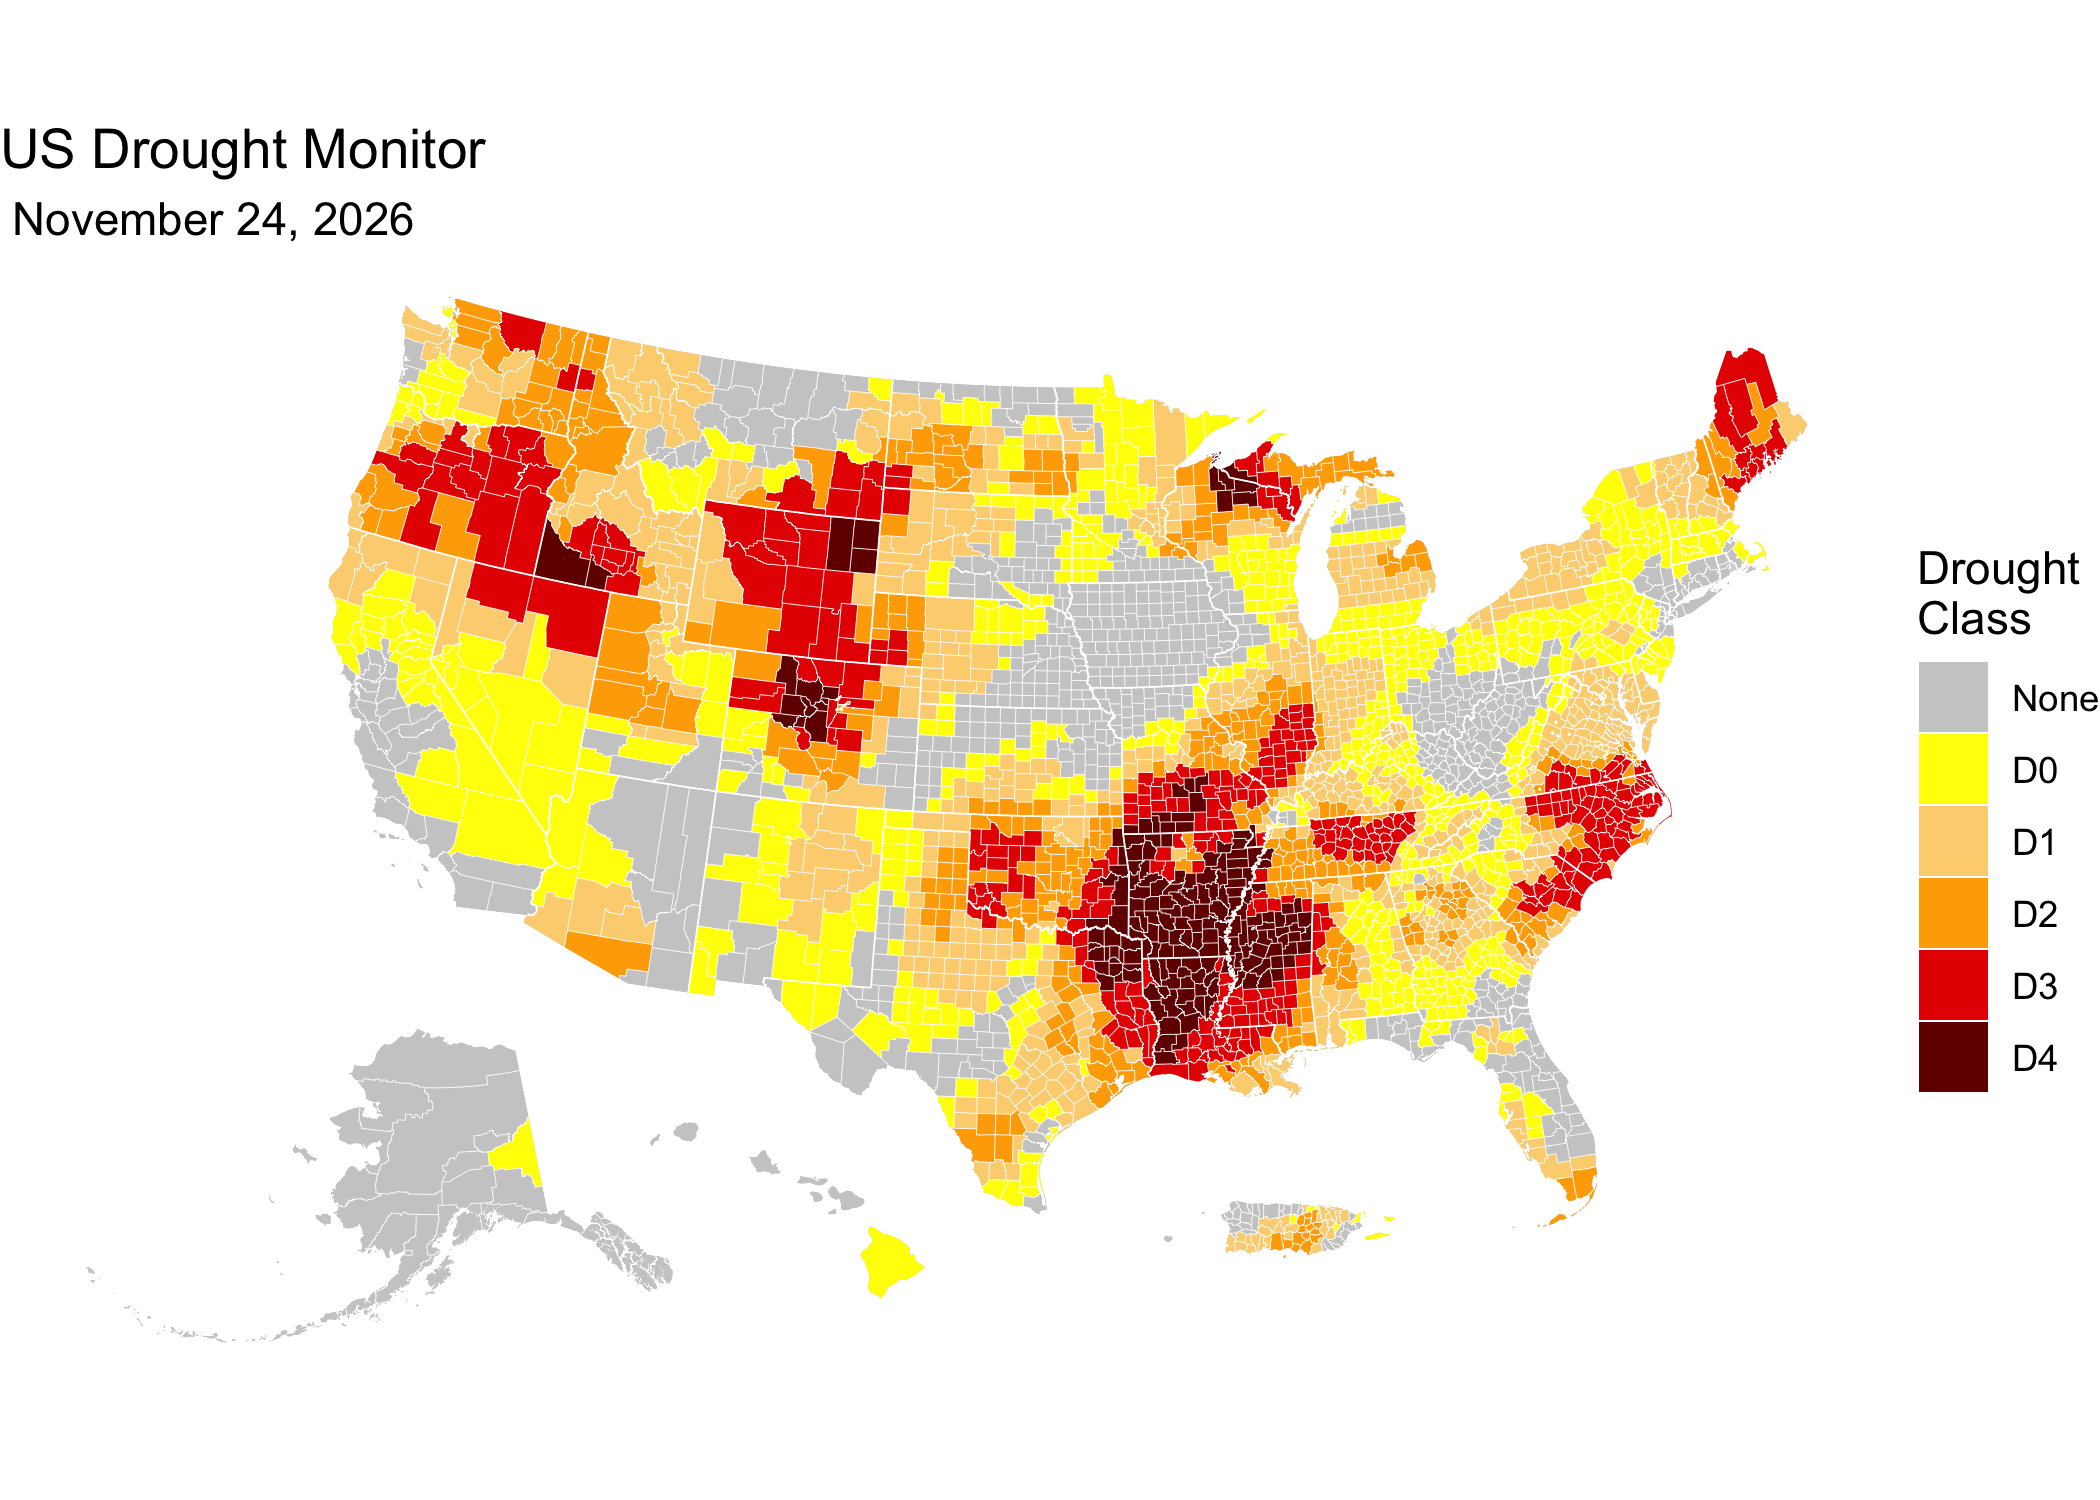 US Drought Monitor
November 24, 2026
Drought
Class
None
D0
D1
D2
D3
D4